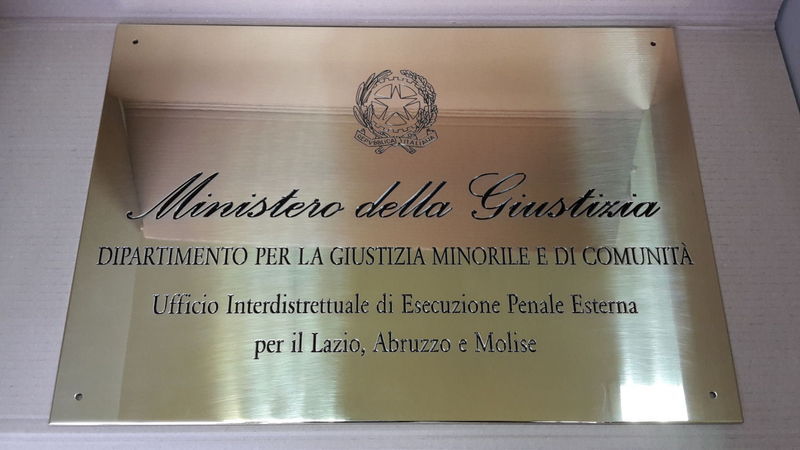 REPVBBLICA ITALIANA
Ministero della Giustizia
DIPARTIMENTO PER LA GIUSTIZIA MINORILE E DI COMUNITÀ
Ufficio Interdistrettuale di Esecuzione Penale Esterna
per il Lazio, Abruzzo e Molise